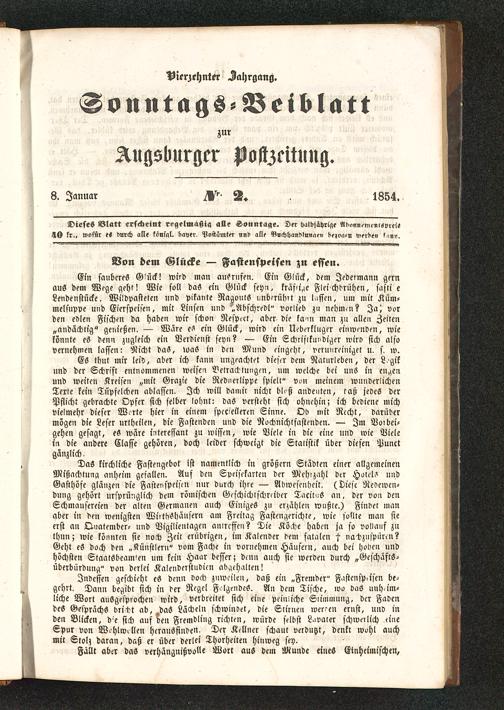 Vierzehnter Jahrgang.
Sonntags-Beiblatt
zur
Augsburger Postzeitung.
8. Januar Nr. 2. 1854.
Dieses Blatt erscheint regelmäßig alle Sonntage. Der halbjährige Abonnementspreis
40 kr., wofür es durch alle königl. bayer. Postämter und alle Buchhandlungen bezogen werden kann.
Von dem Glücke — Fastenspeisen zu essen.
Ein sauberes Glück! wird man ausrufen. Ein Glück, dem Jedermann gern
aus dem Wege geht! Wie soll das ein Glück seyn, kräftige Fleischbrühen, saftige
Lendenstücke, Wildpasteten und pikante Ragouts unberührt zu lassen, um mit Küm-
melsuppe und Eierspeisen, mit Linsen und „Abschredl" vorlieb zu nehmen? Ja; vor
den edlen Fischen da haben wir schon Respect, aber die kann man zu allen Zeiten
„andächtig" genießen. — Wäre es ein Glück, wird ein Ueberkluger einwenden, wie
könnte es denn zugleich ein Verdienst seyn? — Ein Schriftkundiger wird sich also
vernehmen lassen: Nicht das, was in den Mund eingeht, verunreiniget u. s. w.
Es thut mir leid, aber ich kann ungeachtet dieser dem Naturleben, der Logik
und der Schrift entnommenen weisen Betrachtungen, um welche bei uns in engen
und weiten Kreisen „mit Grazie die Rednerlippe spielt" von meinem wunderlichen
Texte kein Tüpfelchen ablassen. Ich will damit nicht bloß andeuten, daß jedes der
Pflicht gebrachte Opfer sich selber lohnt: das versteht sich ohnehin; ich bediene mich
vielmehr dieser Worte hier in einem specielleren Sinne. Ob mit Recht, darüber
mögen die Leser urtheilen, die Fastenden und die Nochnichtfastenden. — Im Vorbei-
gehen gesagt, es wäre interessant zu wissen, wie Viele in die eine und wie Viele
in die andere Classe gehören, doch leider schweigt die Statistik über diesen Punct
gänzlich.
Das kirchliche Fastengebot ist namentlich in größern Städten einer allgemeinen
Mißachtung anheim gefallen. Auf den Speisekarten der Mehrzahl der Hotels und
Gasthöfe glänzen die Fastenspeisen nur durch ihre — Abwesenheit. (Diese Redewen-
dung gehört ursprünglich dem römischen Geschichtschreiber Tacitus an, der von den
Schmausereien der alten Germanen auch Einiges zu erzählen wußte.) Findet man
aber in den wenigsten Wirthshäusern am Freitag Fastengerichte, wie sollte man sie
erst an Quatember- und Vigilientagen antreffen? Die Köche haben ja so vollauf zu
thun; wie könnten sie noch Zeit erübrigen, im Kalender dem fatalen † nachzuspüren?
Geht es doch den „Künstlern" vom Fache in vornehmen Häusern, auch bei hohen und
höchsten Staatsbeamten um kein Haar besser; denn auch sie werden durch „Geschäfts-
überbürdung" von derlei Kalenderstudien abgehalten!
Indessen geschieht es denn doch zuweilen, daß ein „Fremder" Fastenspeisen be-
gehrt. Dann begibt sich in der Regel Folgendes. An dem Tische, wo das unheim-
liche Wort ausgesprochen wird, verbreitet sich eine peinliche Stimmung, der Faden
des Gesprächs bricht ab, das Lächeln schwindet, die Stirnen werden ernst, und in
den Blicken, die sich auf den Fremdling richten, würde selbst Lavater schwerlich eine
Spur von Wohlwollen herausfinden. Der Kellner schaut verdutzt, denkt wohl auch
mit Stolz daran, daß er über derlei Thorheiten hinweg sey.
Fällt aber das verhängnißvolle Wort aus dem Munde eines Einheimischen,